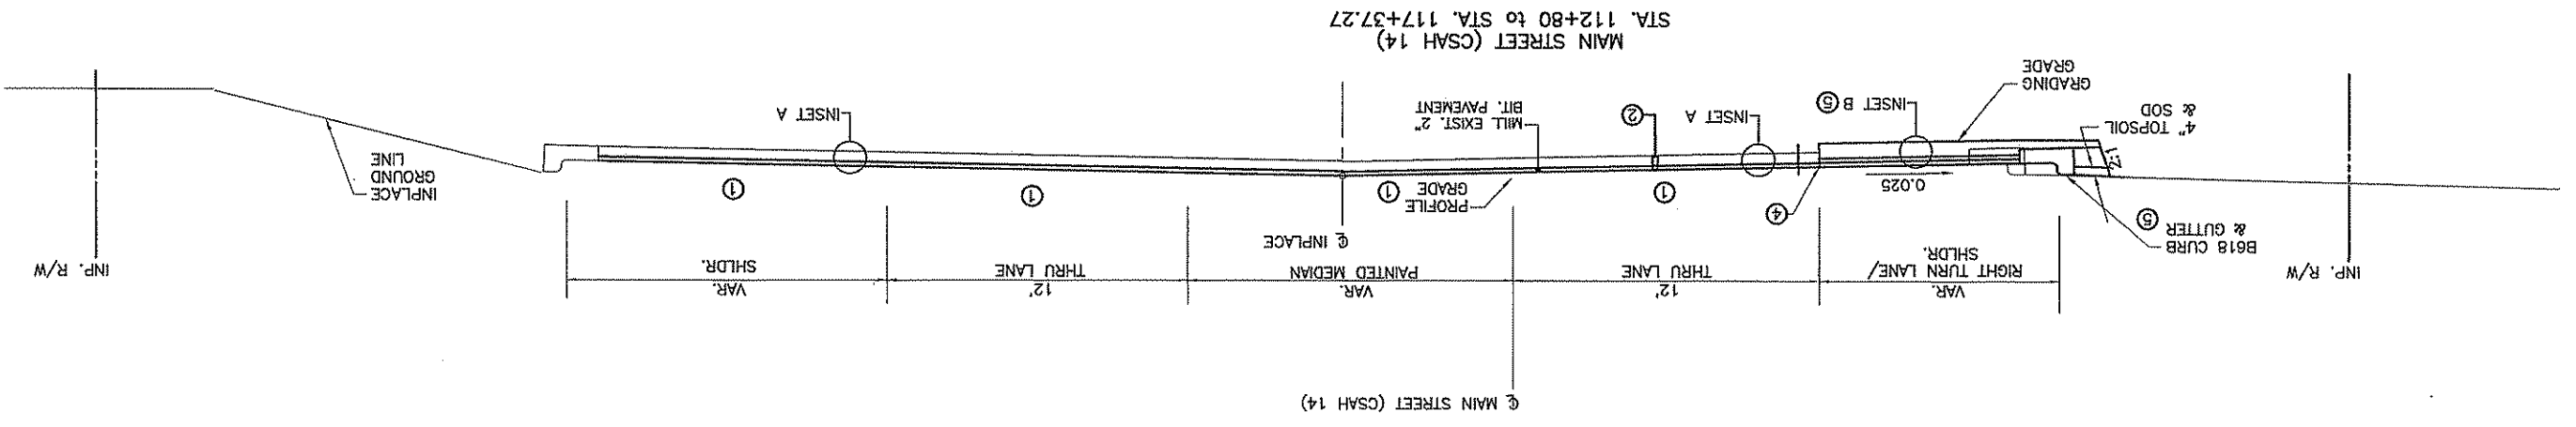 ℄ MAIN STREET (CSAH 14)
INP. R/W
VAR.
RIGHT TURN LANE/
SHLDR.
12'
THRU LANE
VAR.
PAINTED MEDIAN
12'
THRU LANE
VAR.
SHLDR.
INP. R/W
B618 CURB
& GUTTER ⑤
℄ INPLACE
④
PROFILE
GRADE
0.025
①
①
①
①
INPLACE
GROUND
LINE
2:1
4" TOPSOIL
& SOD
GRADING
GRADE
INSET B ⑤
INSET A
②
MILL EXIST. 2"
BIT. PAVEMENT
INSET A
MAIN STREET (CSAH 14)
STA. 112+80 to STA. 117+37.27